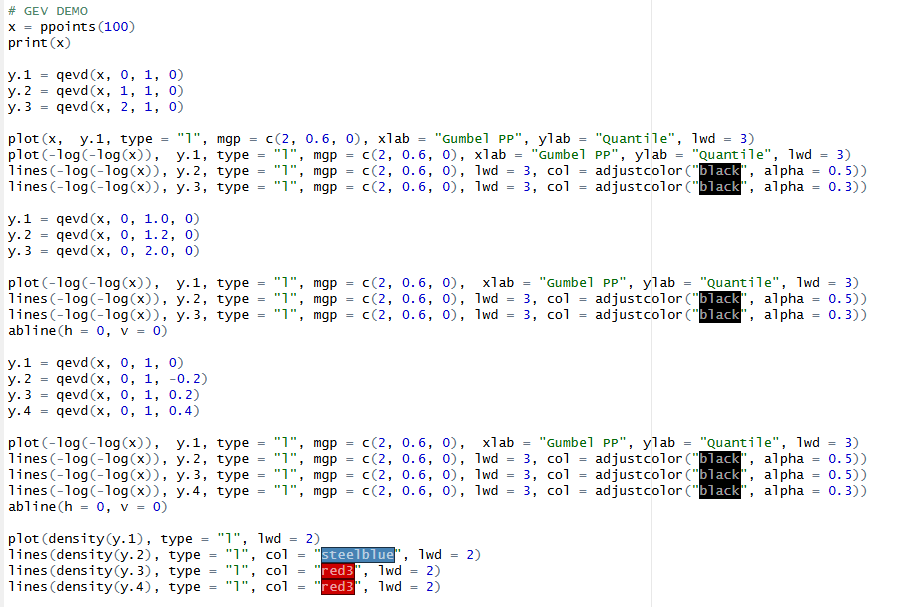 # GEV DEMO
x = ppoints(100)
print(x)

y.1 = qevd(x, 0, 1, 0)
y.2 = qevd(x, 1, 1, 0)
y.3 = qevd(x, 2, 1, 0)

plot(x,  y.1, type = "l", mgp = c(2, 0.6, 0), xlab = "Gumbel PP", ylab = "Quantile", lwd = 3)
plot(-log(-log(x)),  y.1, type = "l", mgp = c(2, 0.6, 0), xlab = "Gumbel PP", ylab = "Quantile", lwd = 3)
lines(-log(-log(x)), y.2, type = "l", mgp = c(2, 0.6, 0), lwd = 3, col = adjustcolor("black", alpha = 0.5))
lines(-log(-log(x)), y.3, type = "l", mgp = c(2, 0.6, 0), lwd = 3, col = adjustcolor("black", alpha = 0.3))

y.1 = qevd(x, 0, 1.0, 0)
y.2 = qevd(x, 0, 1.2, 0)
y.3 = qevd(x, 0, 2.0, 0)

plot(-log(-log(x)),  y.1, type = "l", mgp = c(2, 0.6, 0),  xlab = "Gumbel PP", ylab = "Quantile", lwd = 3)
lines(-log(-log(x)), y.2, type = "l", mgp = c(2, 0.6, 0), lwd = 3, col = adjustcolor("black", alpha = 0.5))
lines(-log(-log(x)), y.3, type = "l", mgp = c(2, 0.6, 0), lwd = 3, col = adjustcolor("black", alpha = 0.3))
abline(h = 0, v = 0)

y.1 = qevd(x, 0, 1, 0)
y.2 = qevd(x, 0, 1, -0.2)
y.3 = qevd(x, 0, 1, 0.2)
y.4 = qevd(x, 0, 1, 0.4)

plot(-log(-log(x)),  y.1, type = "l", mgp = c(2, 0.6, 0),  xlab = "Gumbel PP", ylab = "Quantile", lwd = 3)
lines(-log(-log(x)), y.2, type = "l", mgp = c(2, 0.6, 0), lwd = 3, col = adjustcolor("black", alpha = 0.5))
lines(-log(-log(x)), y.3, type = "l", mgp = c(2, 0.6, 0), lwd = 3, col = adjustcolor("black", alpha = 0.5))
lines(-log(-log(x)), y.4, type = "l", mgp = c(2, 0.6, 0), lwd = 3, col = adjustcolor("black", alpha = 0.3))
abline(h = 0, v = 0)

plot(density(y.1), type = "l", lwd = 2)
lines(density(y.2), type = "l", col = "steelblue", lwd = 2)
lines(density(y.3), type = "l", col = "red3", lwd = 2)
lines(density(y.4), type = "l", col = "red3", lwd = 2)